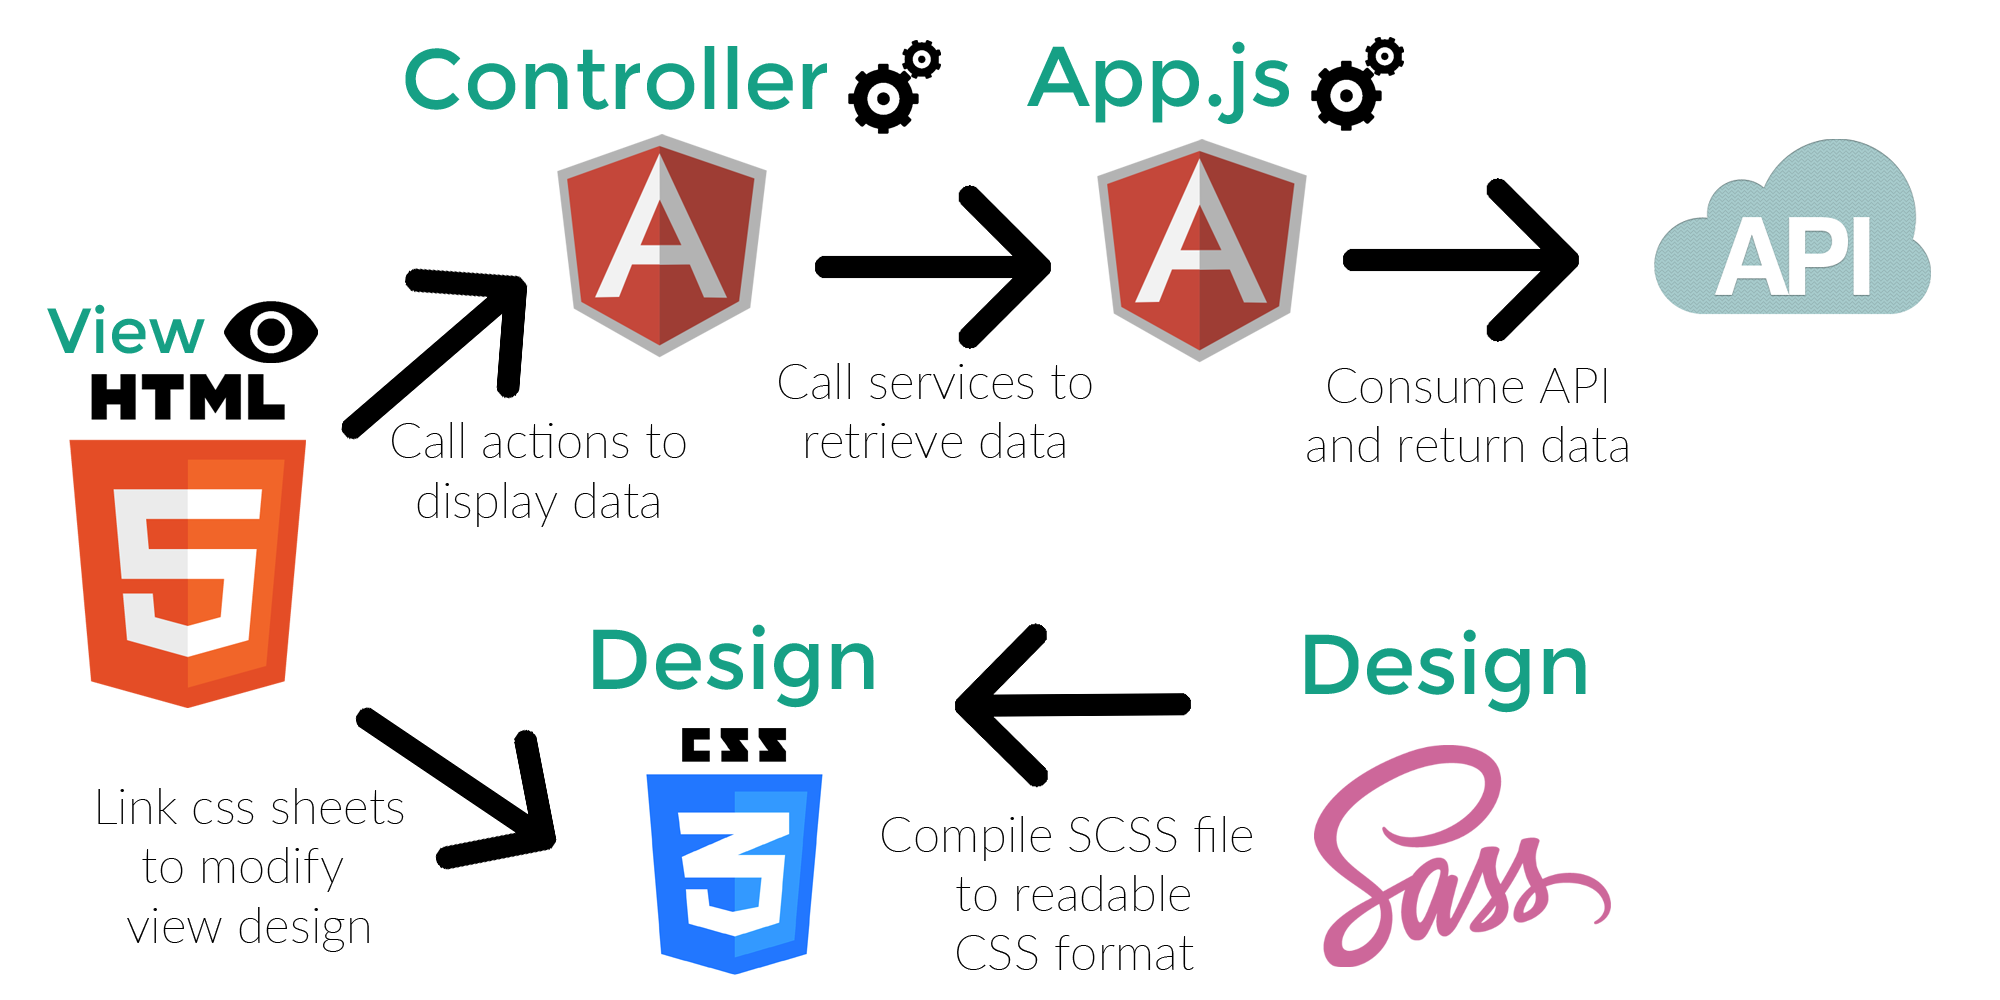 Controller
App.js
API
View
HTML
Call actions to
display data
Call services to
retrieve data
Consume API
and return data
Design
CSS
Link css sheets
to modify
view design
Compile SCSS file
to readable
CSS format
Design
Sass